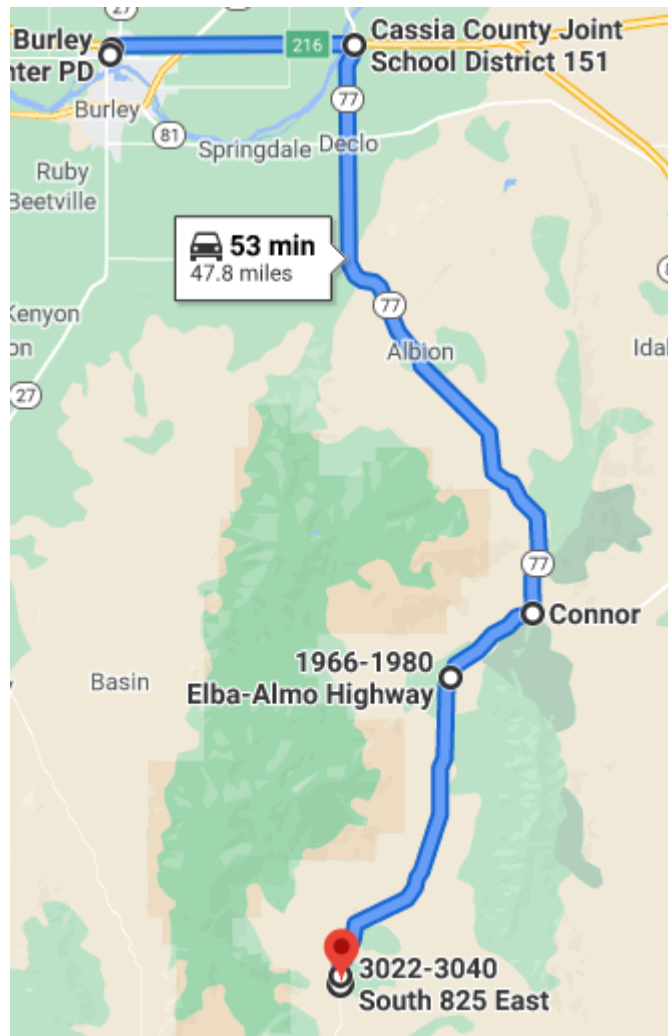 27
Burley
nter PD
216
Cassia County Joint
School District 151
77
Burley
81
Springdale
Declo
Ruby
Beetville
53 min
47.8 miles
77
Kenyon
on
Albion
Idal
27
77
Connor
1966-1980
Elba-Almo Highway
Basin
3022-3040
South 825 East